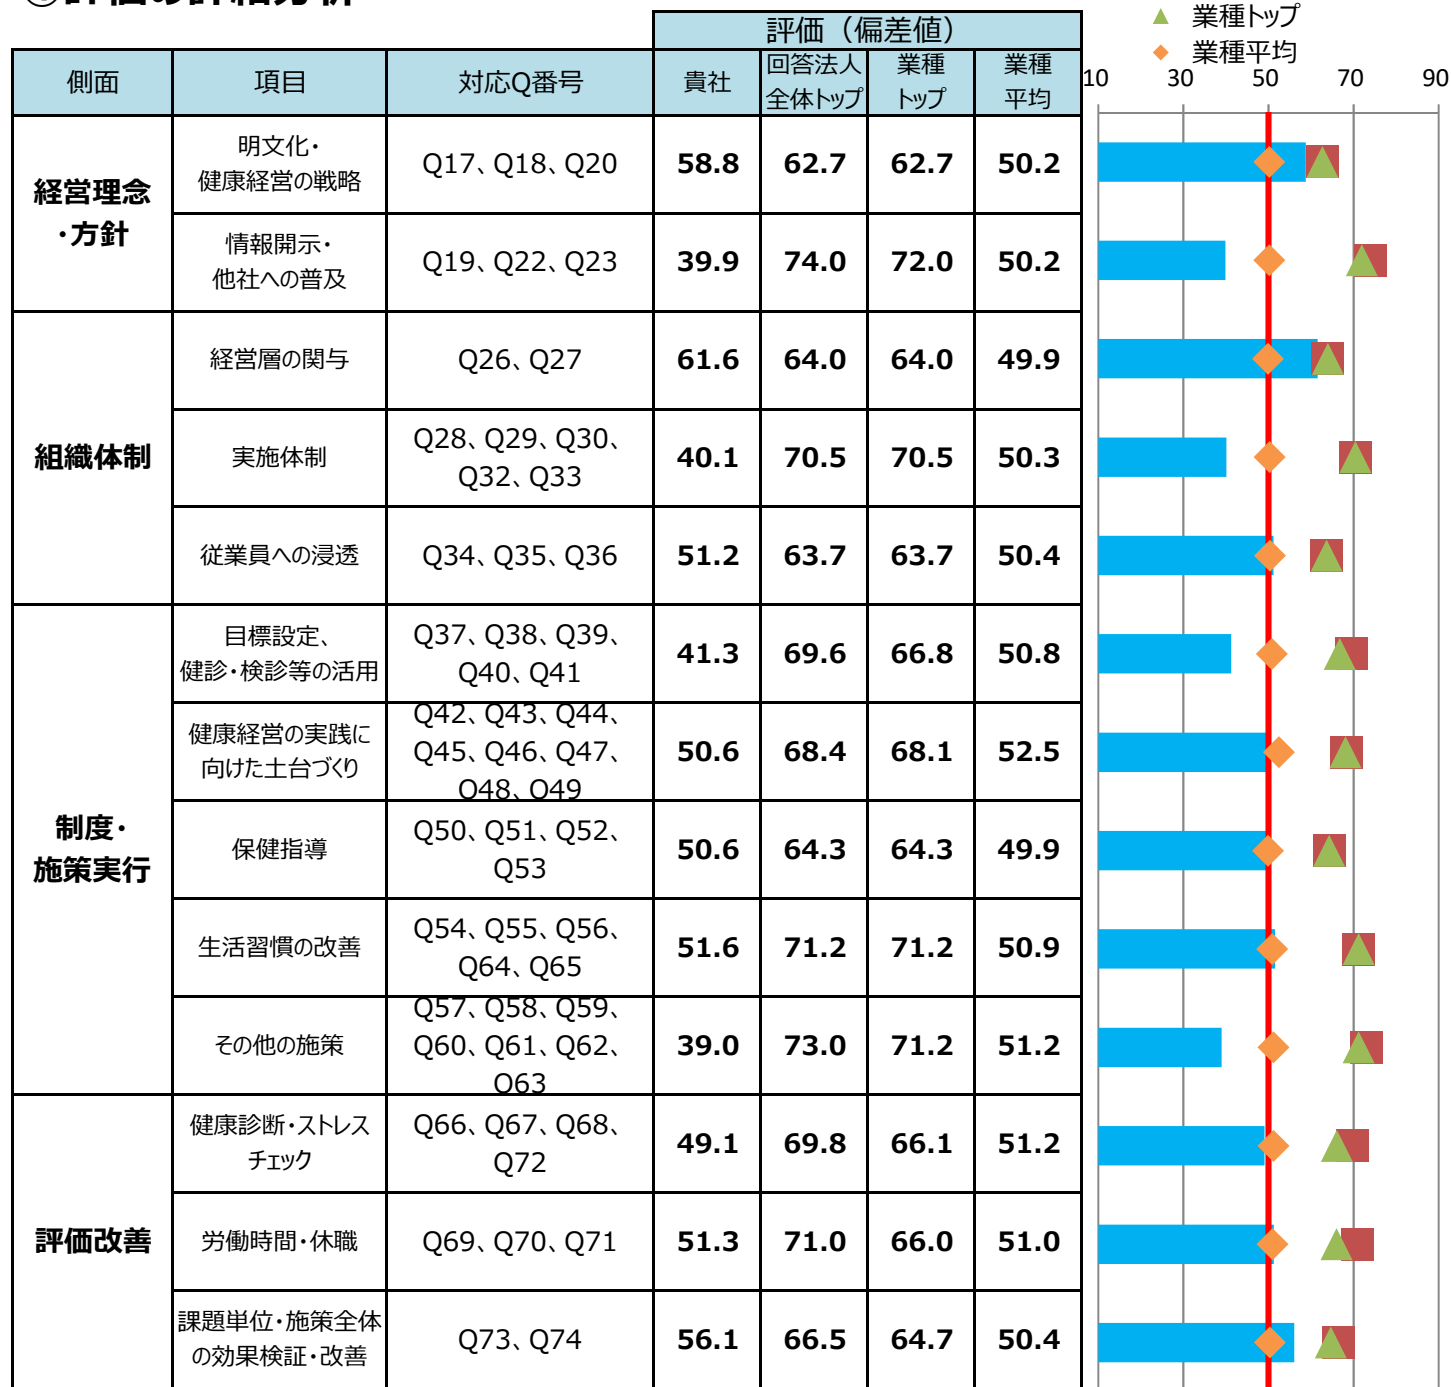 評価（偏差値）
▲ 業種トップ
◆ 業種平均
側面 項目 対応Q番号 貴社 回答法人 業種 業種
全体トップ トップ 平均
10 30 50 70 90
経営理念
・方針
明文化・
健康経営の戦略
Q17、Q18、Q20 58.8 62.7 62.7 50.2
情報開示・
他社への普及
Q19、Q22、Q23 39.9 74.0 72.0 50.2
組織体制
経営層の関与 Q26、Q27 61.6 64.0 64.0 49.9
実施体制
Q28、Q29、Q30、
Q32、Q33
40.1 70.5 70.5 50.3
従業員への浸透 Q34、Q35、Q36 51.2 63.7 63.7 50.4
制度・
施策実行
目標設定、
健診・検診等の活用
Q37、Q38、Q39、
Q40、Q41
41.3 69.6 66.8 50.8
健康経営の実践に
向けた土台づくり
Q42、Q43、Q44、
Q45、Q46、Q47、
Q48、Q49
50.6 68.4 68.1 52.5
保健指導
Q50、Q51、Q52、
Q53
50.6 64.3 64.3 49.9
生活習慣の改善
Q54、Q55、Q56、
Q64、Q65
51.6 71.2 71.2 50.9
その他の施策
Q57、Q58、Q59、
Q60、Q61、Q62、
Q63
39.0 73.0 71.2 51.2
評価改善
健康診断・ストレス
チェック
Q66、Q67、Q68、
Q72
49.1 69.8 66.1 51.2
労働時間・休職 Q69、Q70、Q71 51.3 71.0 66.0 51.0
課題単位・施策全体
の効果検証・改善
Q73、Q74 56.1 66.5 64.7 50.4